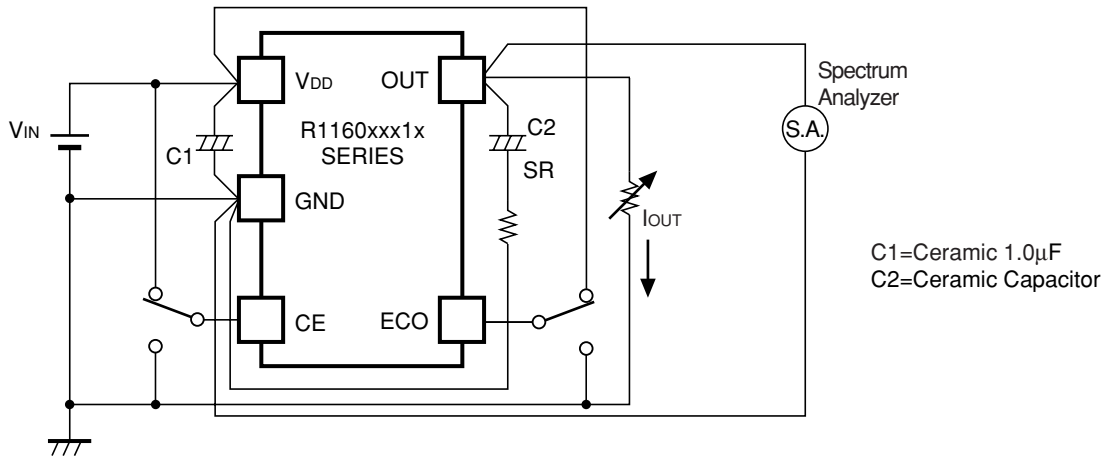 VIN
C1
VDD
GND
CE
R1160xxx1x
SERIES
OUT
ECO
C2
SR
IOUT
Spectrum
Analyzer
S.A.
C1=Ceramic 1.0μF
C2=Ceramic Capacitor